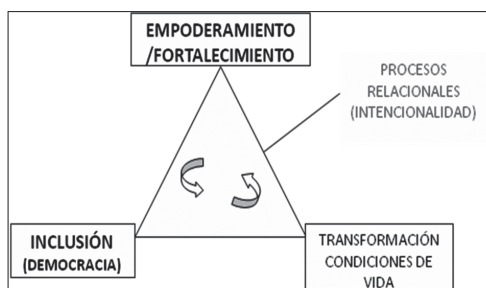 EMPODERAMIENTO
/FORTALECIMIENTO
PROCESOS
RELACIONALES
(INTENCIONALIDAD)
INCLUSIÓN
(DEMOCRACIA)
TRANSFORMACIÓN
CONDICIONES DE
VIDA